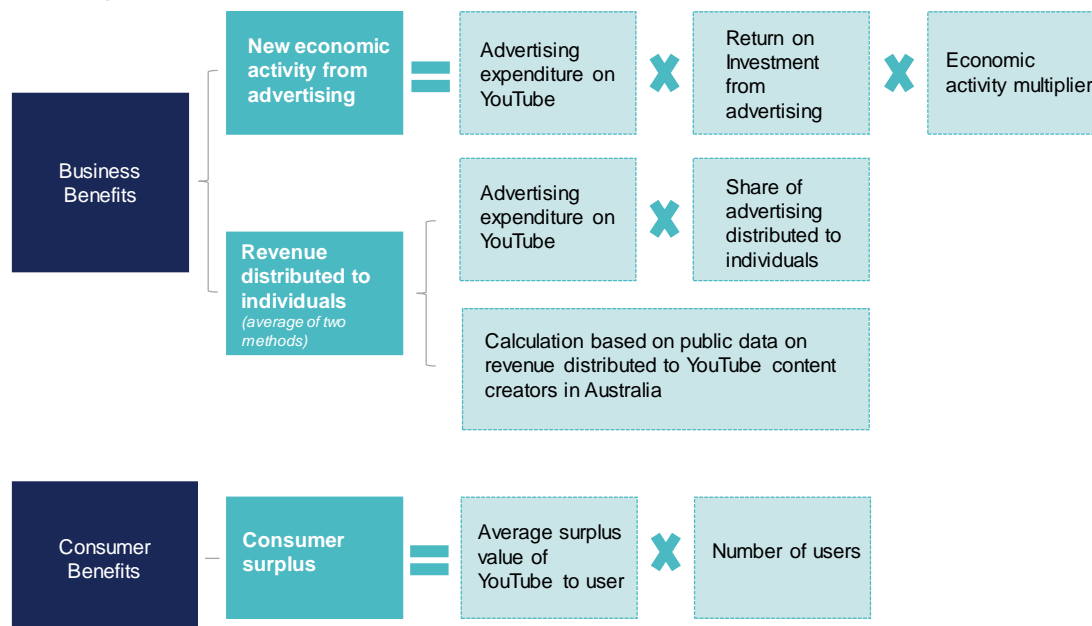 Business
Benefits
New economic
activity from
advertising
Advertising
expenditure on
YouTube
Return on
Investment
from
advertising
Economic
activity multiplier
Revenue
distributed to
individuals
(average of two
methods)
Advertising
expenditure on
YouTube
Share of
advertising
distributed to
individuals
Calculation based on public data on
revenue distributed to YouTube content
creators in Australia
Consumer
Benefits
Consumer
surplus
Average surplus
value of
YouTube to user
Number of users